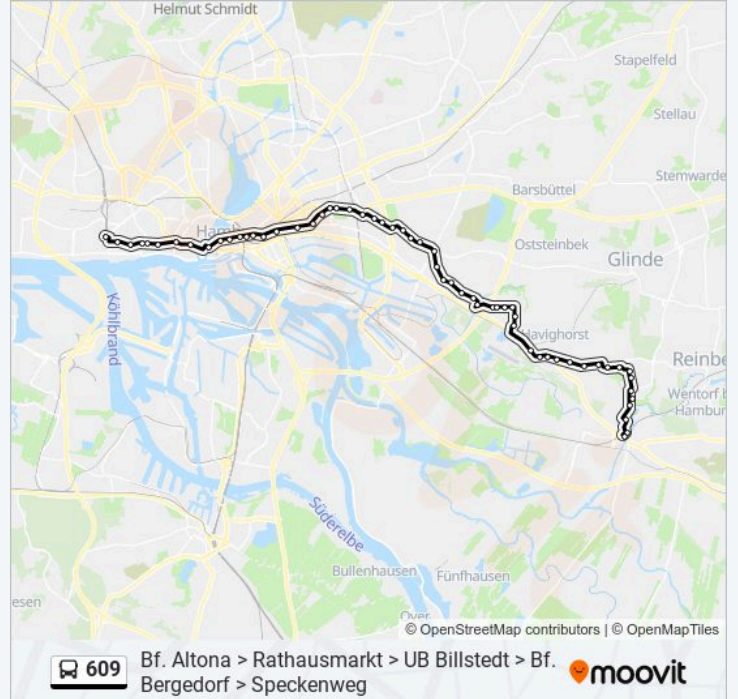 Helmut Schmidt
Stapelfeld
Stellau
Stemwarde
Barsbüttel
Hamb
Oststeinbek
Glinde
Köhlbrand
Havighorst
Reinbe
Wentorf b
Hambur
Süderelbe
Bullenhausen
Fünfhausen
esen
Over
© OpenStreetMap contributors | © OpenMapTiles
609
Bf. Altona > Rathausmarkt > UB Billstedt > Bf.
Bergedorf > Speckenweg
moovit